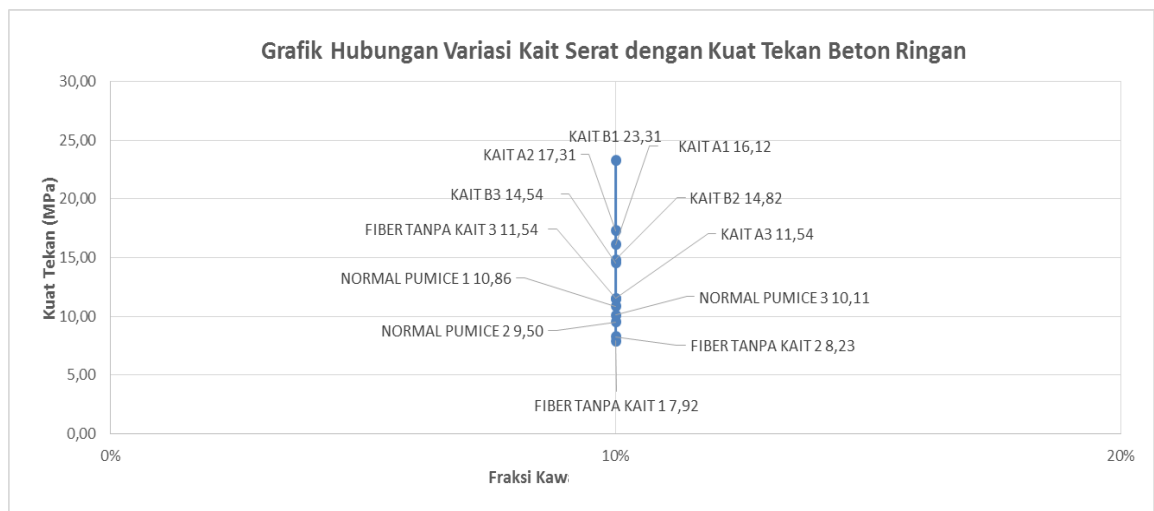 Grafik Hubungan Variasi Kait Serat dengan Kuat Tekan Beton Ringan
30,00
25,00
20,00
15,00
10,00
5,00
0,00
Kuat Tekan (MPa)
KAIT B1 23,31
KAIT A1 16,12
KAIT A2 17,31
KAIT B3 14,54
KAIT B2 14,82
FIBER TANPA KAIT 3 11,54
KAIT A3 11,54
NORMAL PUMICE 1 10,86
NORMAL PUMICE 3 10,11
NORMAL PUMICE 2 9,50
FIBER TANPA KAIT 2 8,23
FIBER TANPA KAIT 1 7,92
0%
10%
20%
Fraksi